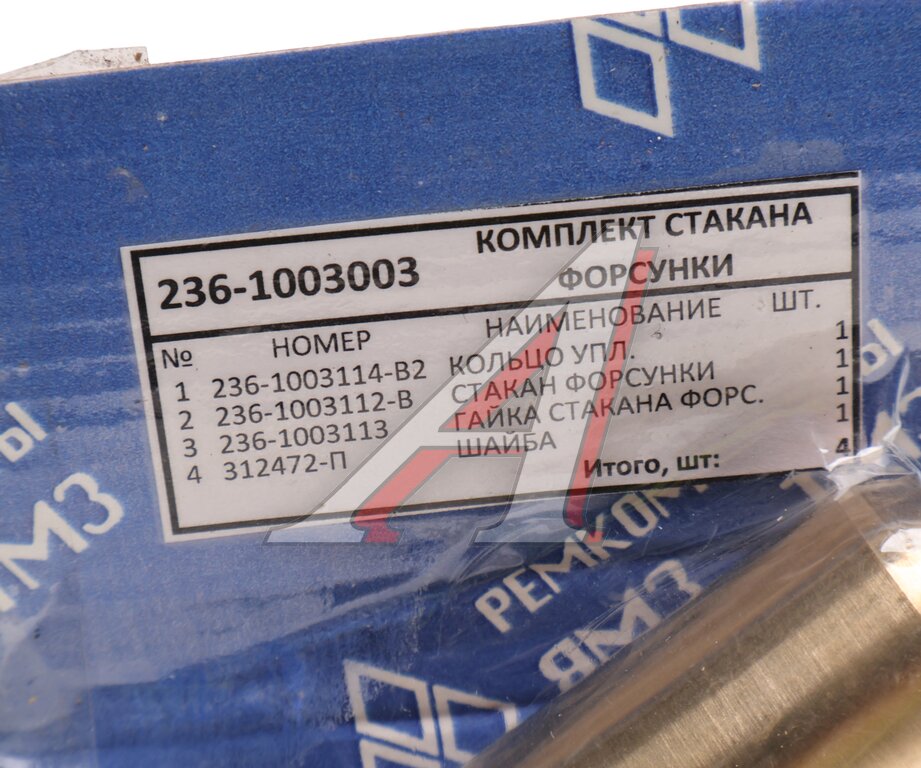 236-1003003 КОМПЛЕКТ СТАКАНА
ФОРСУНКИ
№ НОМЕР НАИМЕНОВАНИЕ ШТ.
1 236-1003114-В2 КОЛЬЦО УПЛ. 1
2 236-1003112-В СТАКАН ФОРСУНКИ 1
3 236-1003113 ГАЙКА СТАКАНА ФОРС. 1
4 312472-П ШАЙБА 1
Итого, шт: 4
РЕМКОМ
ЯМЗ